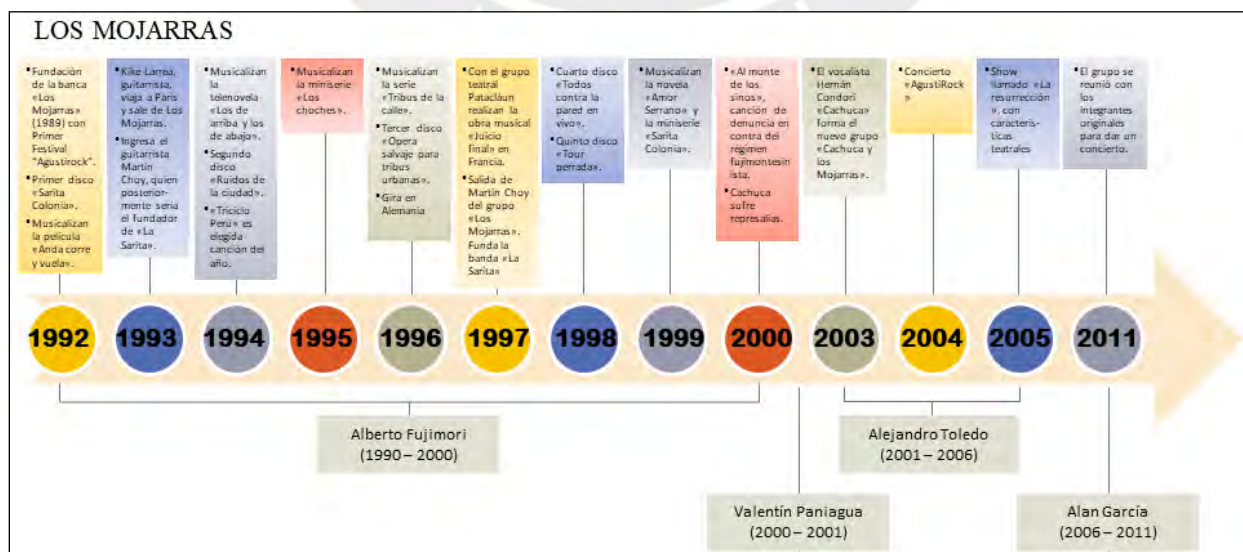 LOS MOJARRAS
▪Fundación
de la banca
«Los
Mojarras»
(1989) con
Primer
Festival
"Agustirock".
▪Primer disco
«Sarita
Colonia».
▪Musicalizan
la película
«Anda corre
y vuela».
▪Kike Larrea,
guitarrista,
viaja a París
y sale de Los
Mojarras.
▪Ingresa el
guitarrista
Martín
Choy, quien
posterior-
mente sería
el fundador
de «La
Sarita».
▪Musicalizan
la
telenovela
«Los de
arriba y los
de abajo».
▪Segundo
disco
«Ruidos de
la ciudad».
▪«Triciclo
Perú» es
elegida
canción del
año.
▪Musicalizan
la miniserie
«Los
choches».
▪Musicalizan
la serie
«Tribus de
la calle».
▪Tercer disco
«Opera
salvaje para
tribus
urbanas».
▪Gira en
Alemania
▪Con el grupo
teatral
Patacláun
realizan la
obra musical
«Juicio
final» en
Francia.
▪Salida de
Martín Choy
del grupo
«Los
Mojarras».
Funda la
banda «La
Sarita»
▪Cuarto disco
«Todos
contra la
pared en
vivo».
▪Quinto disco
«Tour
perrada».
▪Musicalizan
la novela
«Amor
Serrano» y
la miniserie
«Sarita
Colonia».
▪«Al monte
de los
sinos»,
canción de
denuncia en
contra del
régimen
fujimontesin
ista.
▪Cachuca
sufre
represalias.
▪El vocalista
Hernán
Condori
«Cachuca»
forma el
nuevo grupo
«Cachuca y
los
Mojarras».
▪Concierto
«AgustiRock
»
▪Show
llamado «La
resurrección
», con
caracterís-
ticas
teatrales
▪El grupo se
reunió con
los
integrantes
originales
para dar un
concierto.
1992 1993 1994 1995 1996 1997 1998 1999 2000 2003 2004 2005 2011
Alberto Fujimori
(1990 – 2000)
Alejandro Toledo
(2001 – 2006)
Valentín Paniagua
(2000 – 2001)
Alan García
(2006 – 2011)